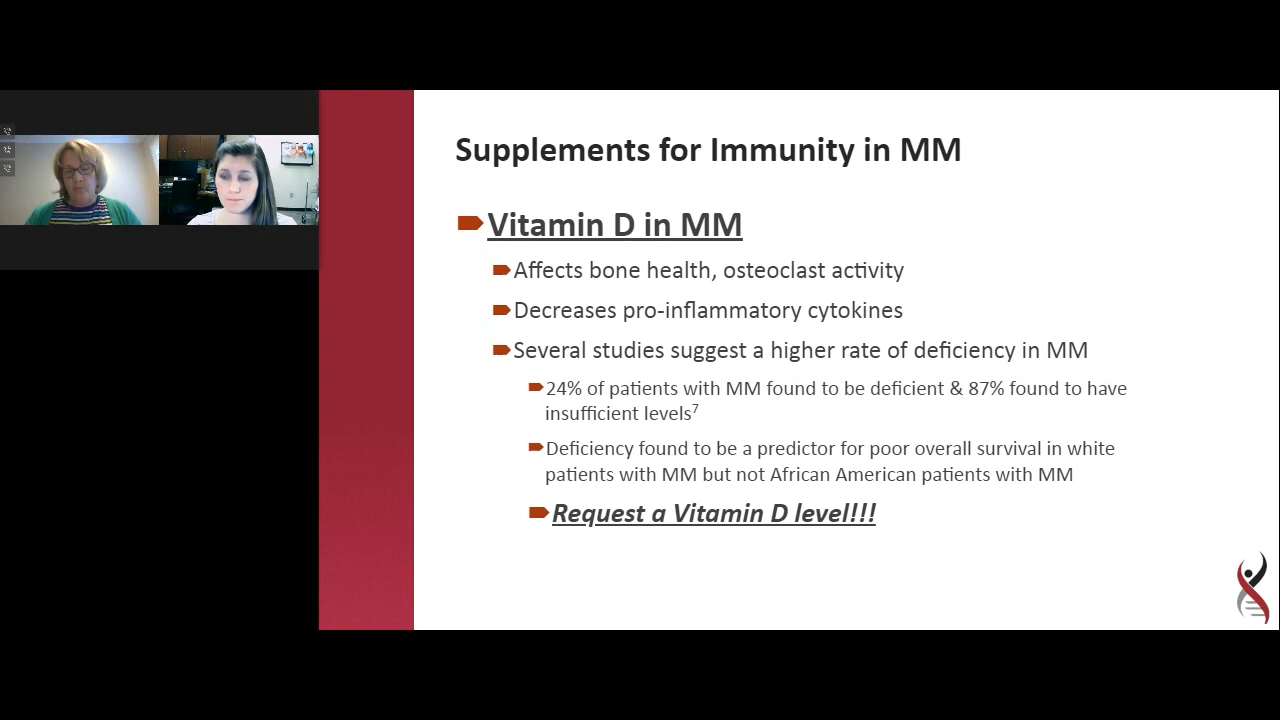 Supplements for Immunity in MM
Vitamin D in MM
Affects bone health, osteoclast activity
Decreases pro-inflammatory cytokines
Several studies suggest a higher rate of deficiency in MM
24% of patients with MM found to be deficient & 87% found to have
insufficient levels⁷
Deficiency found to be a predictor for poor overall survival in white
patients with MM but not African American patients with MM
Request a Vitamin D level!!!